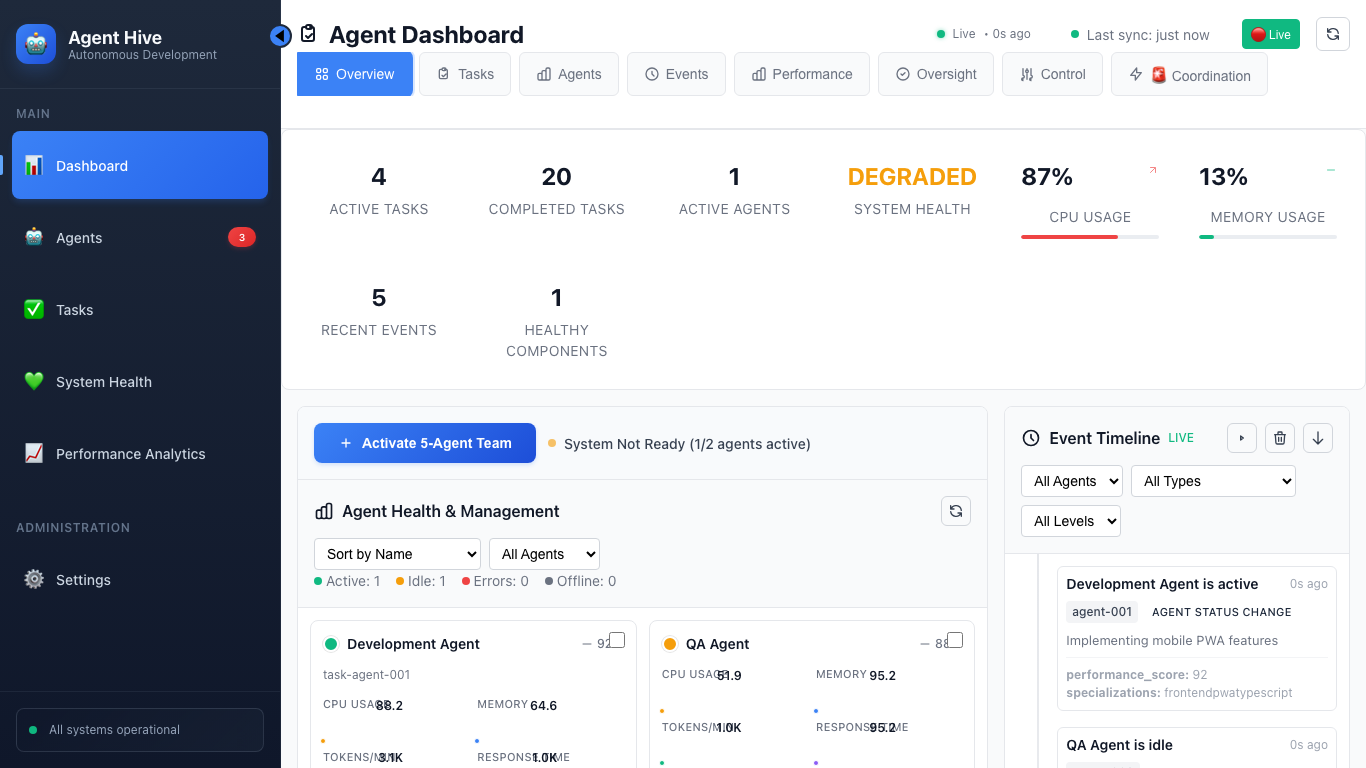 Agent Hive
Autonomous Development
MAIN
Dashboard
Agents
3
Tasks
System Health
Performance Analytics
ADMINISTRATION
Settings
All systems operational
Agent Dashboard
Live • 0s ago
Last sync: just now
Live
Overview
Tasks
Agents
Events
Performance
Oversight
Control
Coordination
4
ACTIVE TASKS
20
COMPLETED TASKS
1
ACTIVE AGENTS
DEGRADED
SYSTEM HEALTH
87%
CPU USAGE
13%
MEMORY USAGE
5
RECENT EVENTS
1
HEALTHY
COMPONENTS
Activate 5-Agent Team
System Not Ready (1/2 agents active)
Agent Health & Management
Sort by Name
All Agents
Active: 1
Idle: 1
Errors: 0
Offline: 0
Development Agent
— 92
task-agent-001
CPU USAGE
88.2
MEMORY
64.6
TOKENS/MIN
3.1K
RESPONSE TIME
1.0K
QA Agent
— 88
CPU USAGE
51.9
MEMORY
95.2
TOKENS/MIN
1.0K
RESPONSE TIME
95.2
Event Timeline
LIVE
All Agents
All Types
All Levels
Development Agent is active
0s ago
agent-001
AGENT STATUS CHANGE
Implementing mobile PWA features
performance_score: 92
specializations: frontendpwatypescript
QA Agent is idle
0s ago